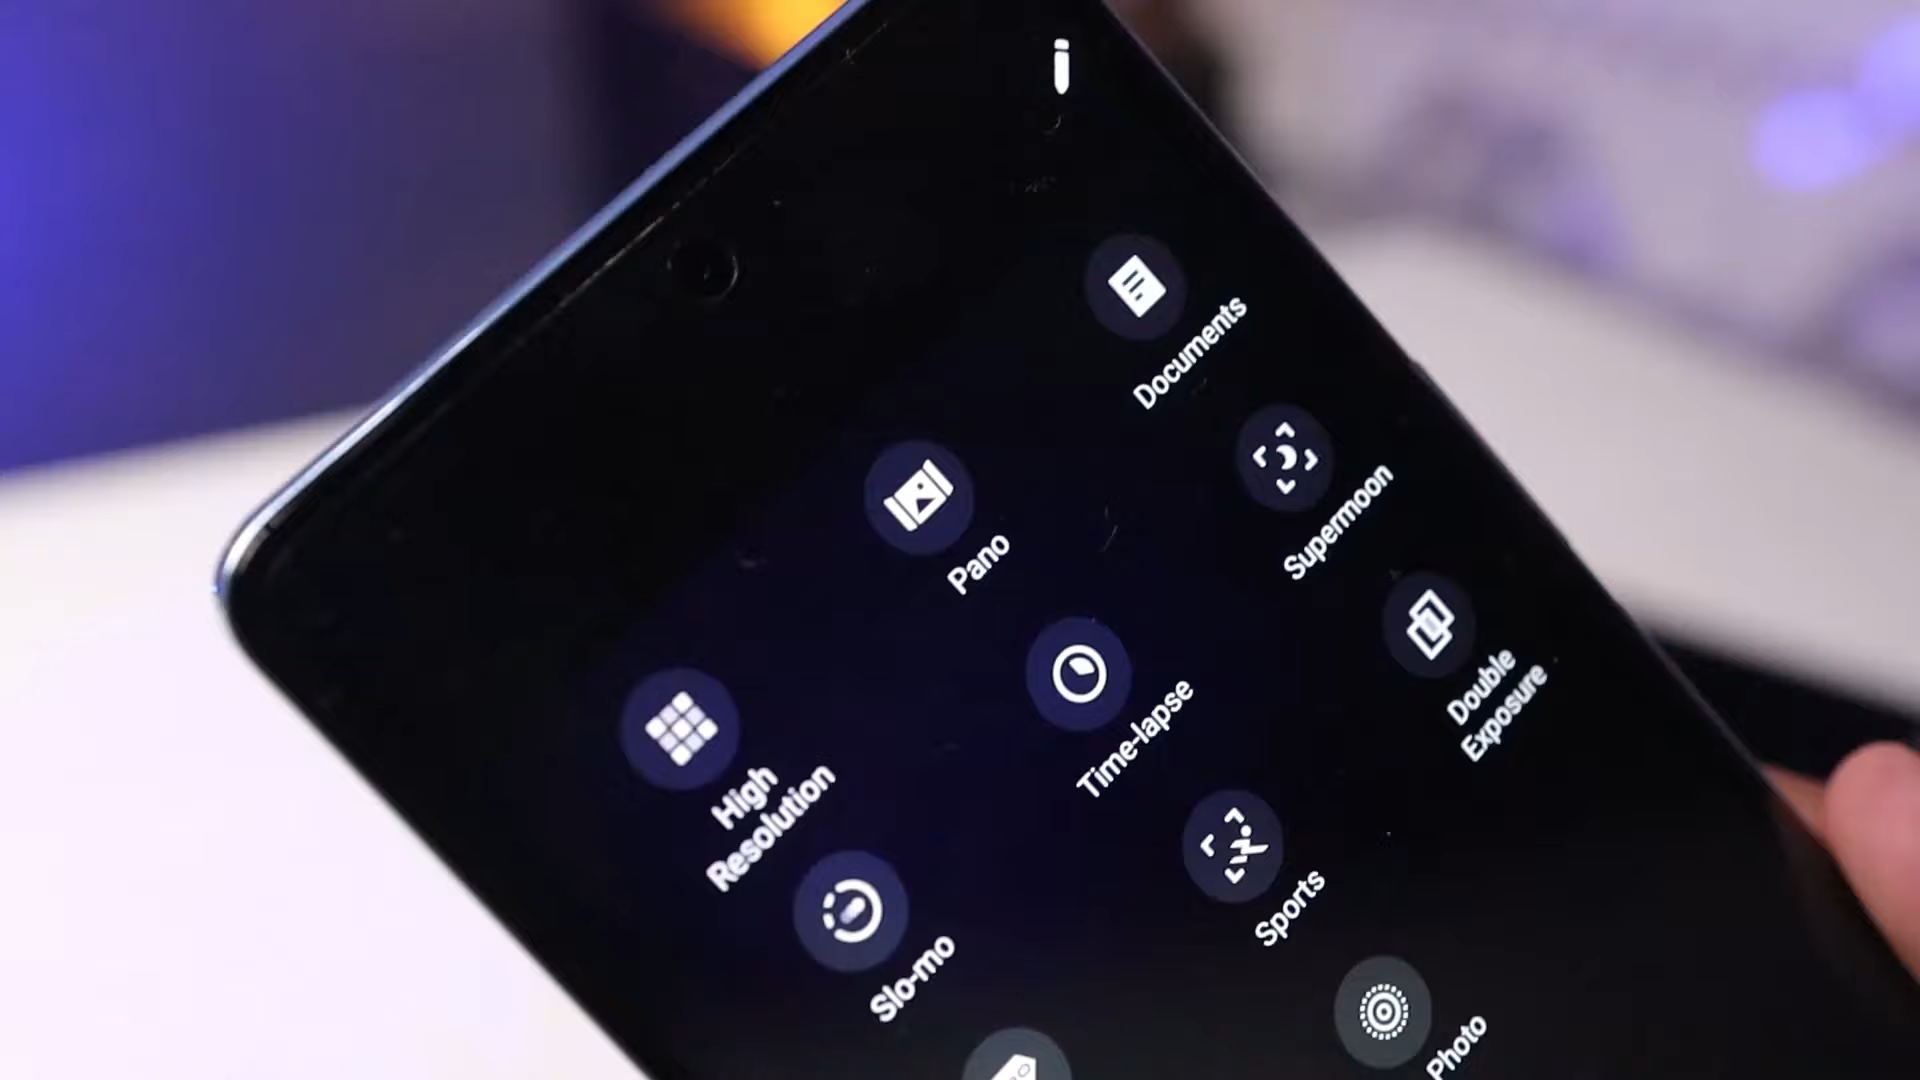 Documents
Pano
Supermoon
High
Resolution
Time-lapse
Double
Exposure
Slo-mo
Sports
Photo